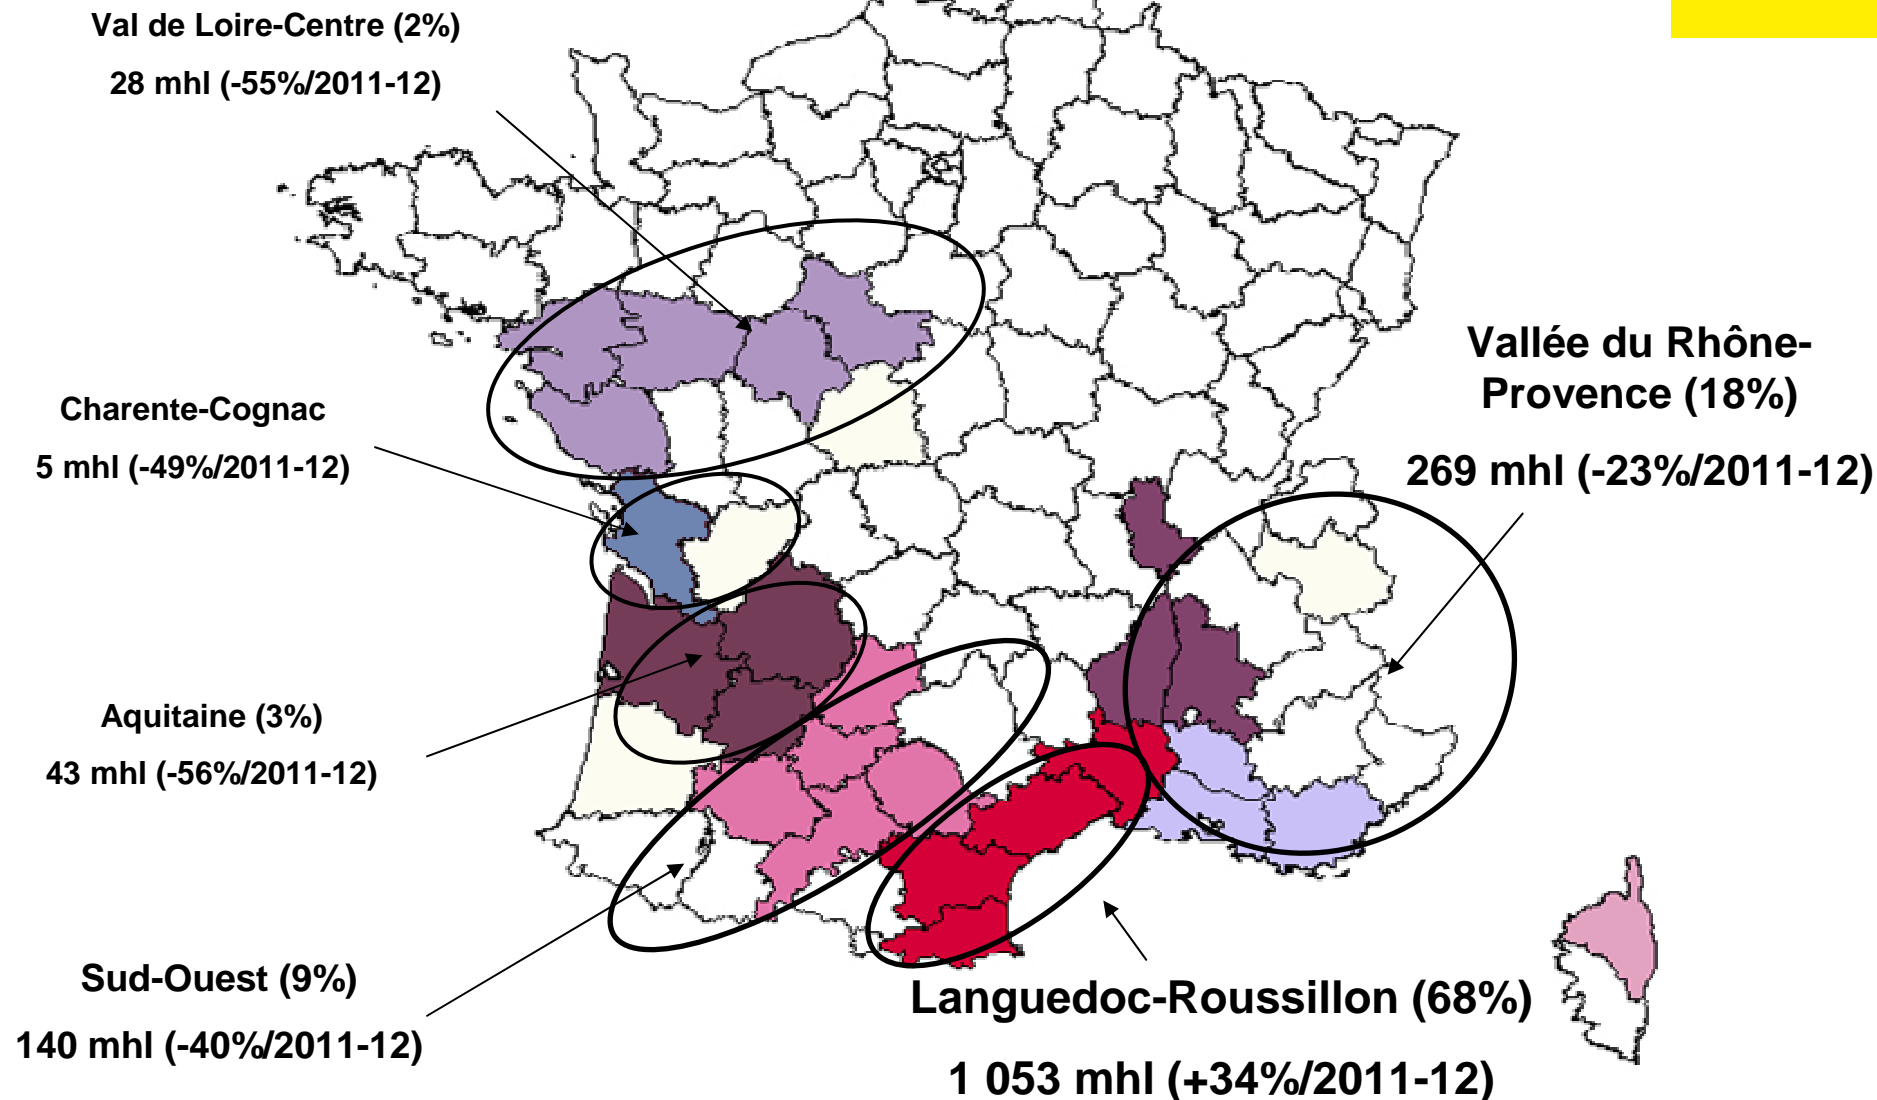 Val de Loire-Centre (2%)
28 mhl (-55%/2011-12)
Charente-Cognac
5 mhl (-49%/2011-12)
Aquitaine (3%)
43 mhl (-56%/2011-12)
Sud-Ouest (9%)
140 mhl (-40%/2011-12)
Vallée du Rhône-
Provence (18%)
269 mhl (-23%/2011-12)
Languedoc-Roussillon (68%)
1 053 mhl (+34%/2011-12)